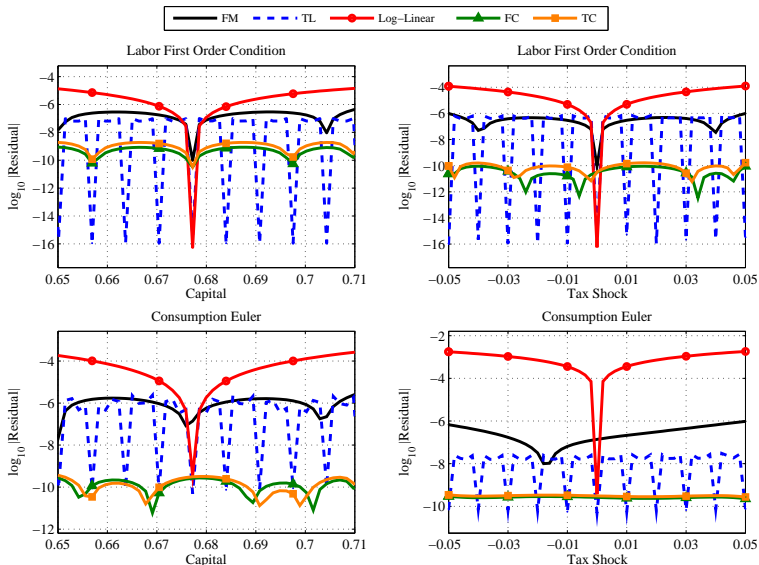 FM TL Log−Linear FC TC
Labor First Order Condition
−4
−6
−8
−10
−12
−14
−16
log10 |Residual|
0.65 0.66 0.67 0.68 0.69 0.7 0.71
Capital
Labor First Order Condition
−4
−6
−8
−10
−12
−14
−16
log10 |Residual|
−0.05 −0.03 −0.01 0.01 0.03 0.05
Tax Shock
Consumption Euler
−4
−6
−8
−10
−12
log10 |Residual|
0.65 0.66 0.67 0.68 0.69 0.7 0.71
Capital
Consumption Euler
−2
−4
−6
−8
−10
log10 |Residual|
−0.05 −0.03 −0.01 0.01 0.03 0.05
Tax Shock